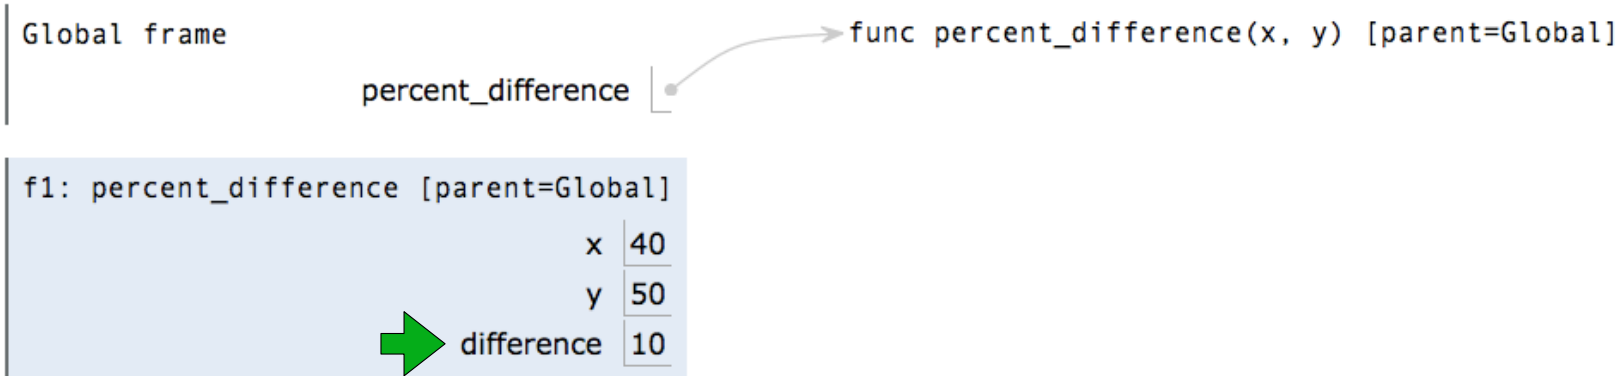 Global frame
func percent_difference(x, y) [parent=Global]
percent_difference
f1: percent_difference [parent=Global]
x 40
y 50
difference 10